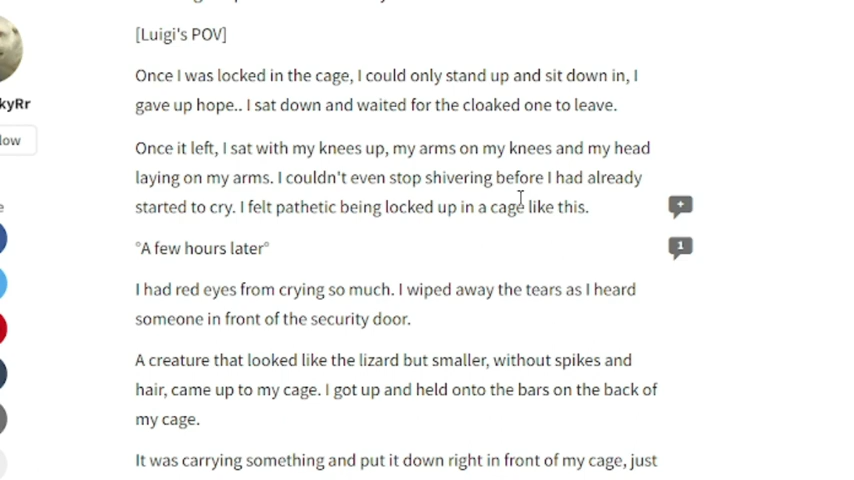 [Luigi's POV]
Once I was locked in the cage, I could only stand up and sit down in, I
gave up hope.. I sat down and waited for the cloaked one to leave.
kyRr
low
Once it left, I sat with my knees up, my arms on my knees and my head
laying on my arms. I couldn't even stop shivering before I had already
started to cry. I felt pathetic being locked up in a cage like this.
+
°A few hours later°
1
I had red eyes from crying so much. I wiped away the tears as I heard
someone in front of the security door.
A creature that looked like the lizard but smaller, without spikes and
hair, came up to my cage. I got up and held onto the bars on the back of
my cage.
It was carrying something and put it down right in front of my cage, just